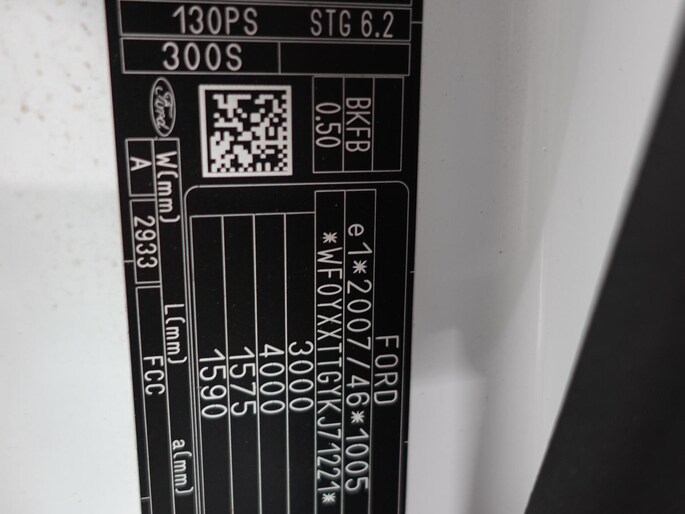 130PS STG 6.2
300S
Ford
BKFB
0.50
FORD
e1*2007/46*1005
*WF0YXXTTGYKJ71221*
3000
4000
1575
1590
W(mm) L(mm) a(mm)
A 2933 FCC